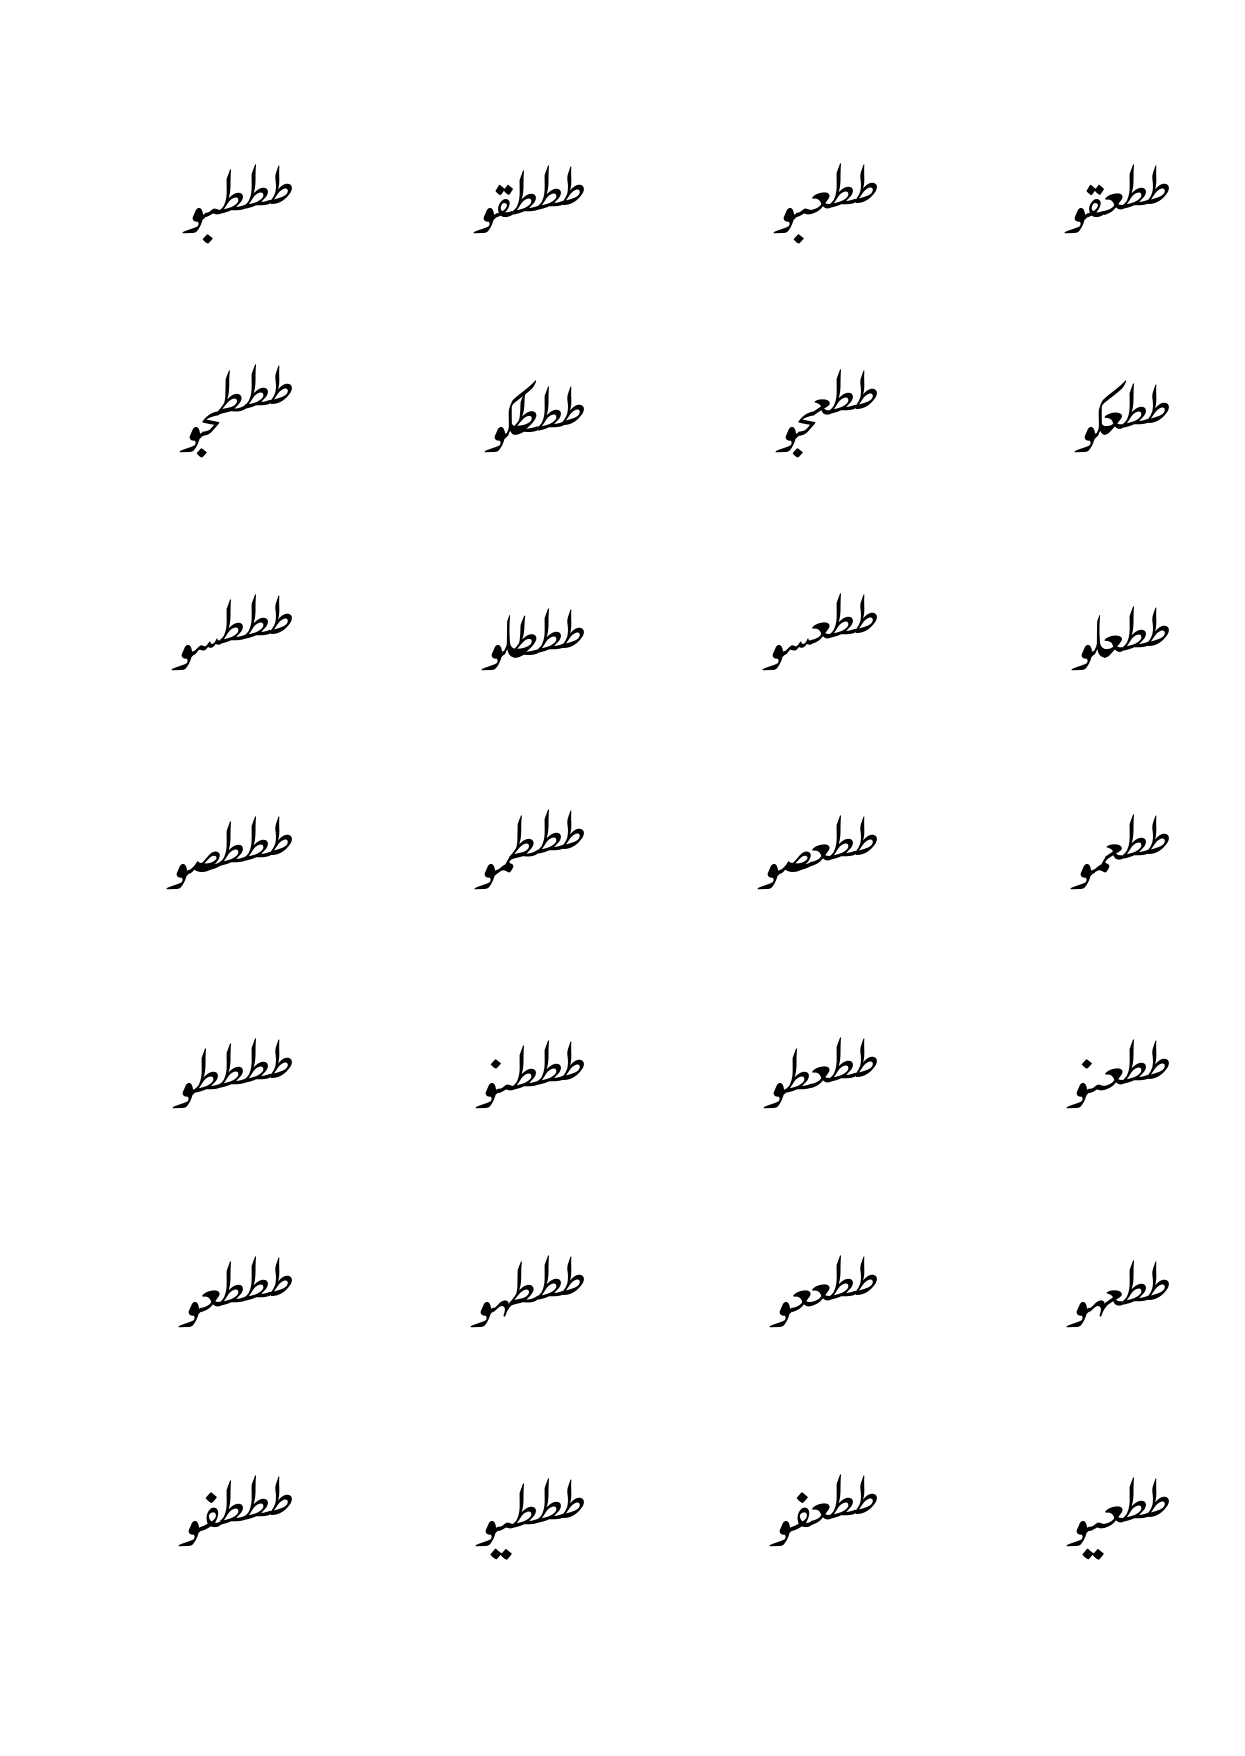 ططعقو ططعبو طططقو طططبو
ططعكو ططعجو طططكو طططجو
ططعلو ططعسو طططلو طططسو
ططعمو ططعصو طططمو طططصو
ططعنو ططعطو طططنو ططططو
ططعهو ططععو طططهو طططعو
ططعيو ططعفو طططيو طططفو